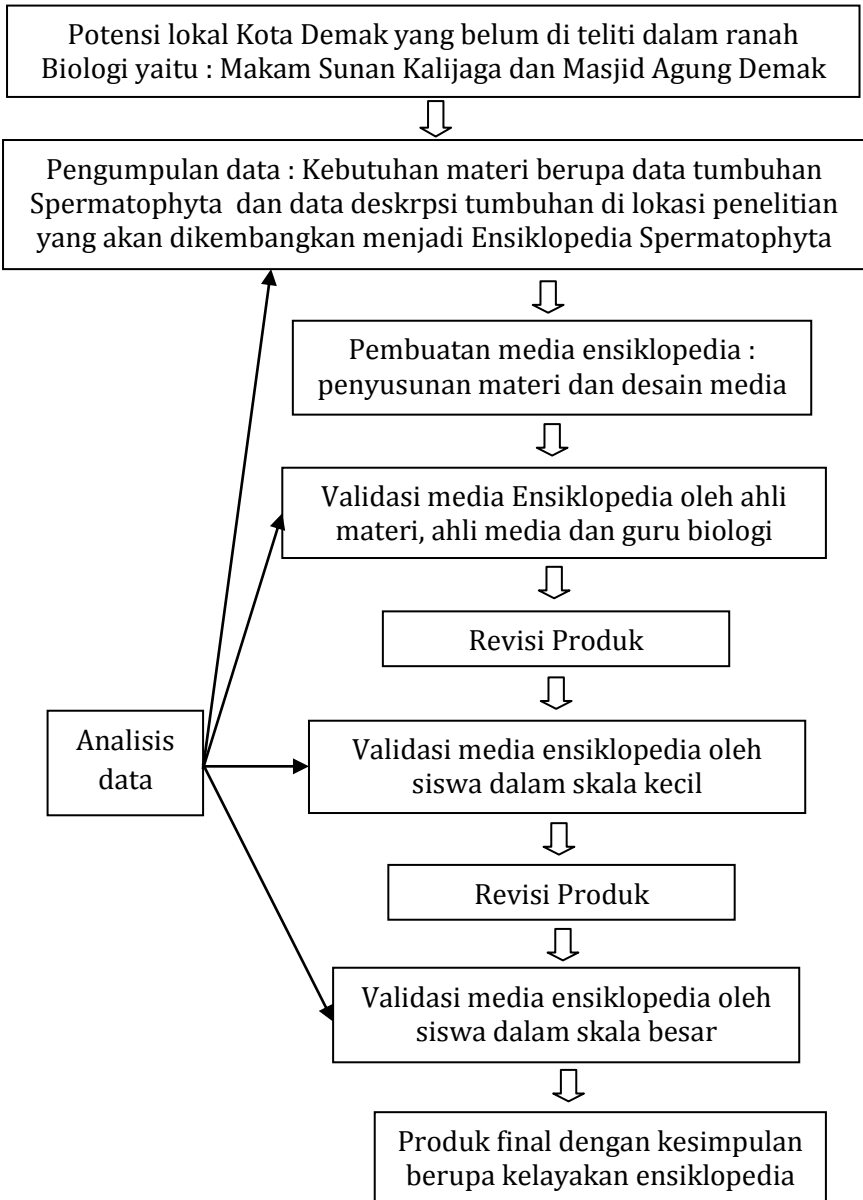 Potensi lokal Kota Demak yang belum di teliti dalam ranah
Biologi yaitu : Makam Sunan Kalijaga dan Masjid Agung Demak
Pengumpulan data : Kebutuhan materi berupa data tumbuhan
Spermatophyta dan data deskrpsi tumbuhan di lokasi penelitian
yang akan dikembangkan menjadi Ensiklopedia Spermatophyta
Pembuatan media ensiklopedia :
penyusunan materi dan desain media
Validasi media Ensiklopedia oleh ahli
materi, ahli media dan guru biologi
Revisi Produk
Analisis
data
Validasi media ensiklopedia oleh
siswa dalam skala kecil
Revisi Produk
Validasi media ensiklopedia oleh
siswa dalam skala besar
Produk final dengan kesimpulan
berupa kelayakan ensiklopedia